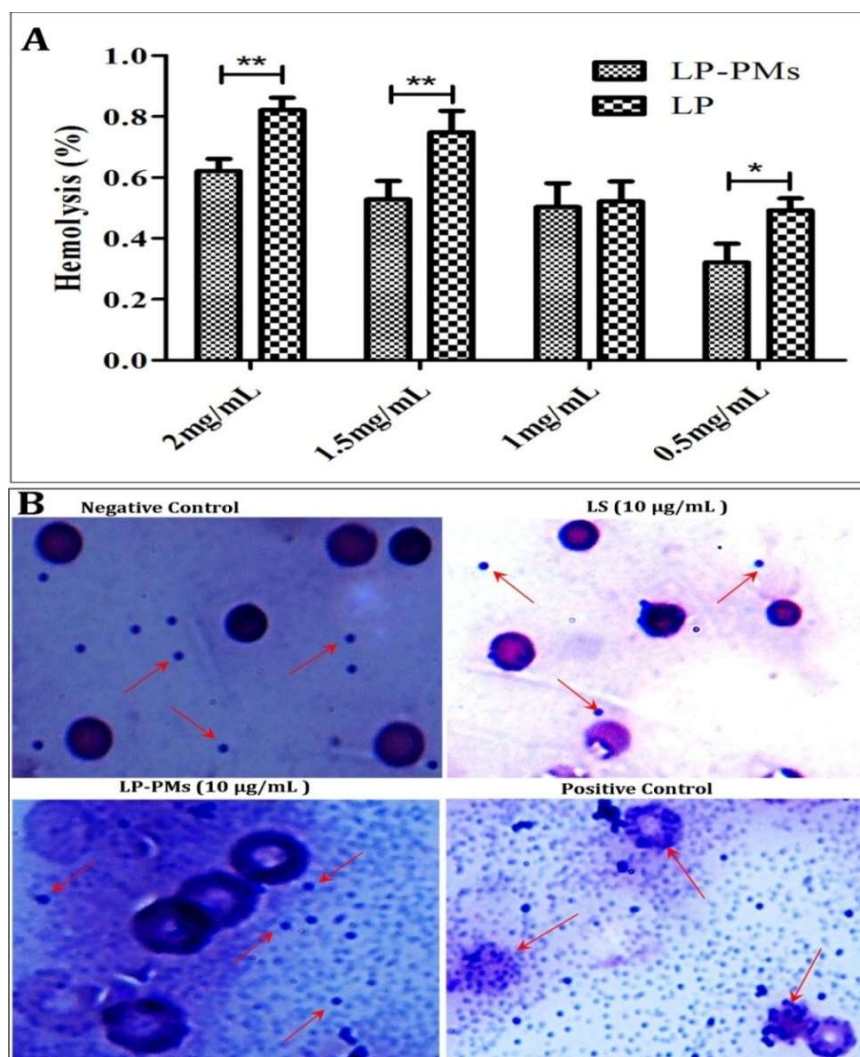 A
**
**
*
LP-PMs
LP
Hemolysis (%)
1.0
0.8
0.6
0.4
0.2
0.0
2mg/mL
1.5mg/mL
1mg/mL
0.5mg/mL
B
Negative Control
LS (10 µg/mL )
LP-PMs (10 µg/mL )
Positive Control